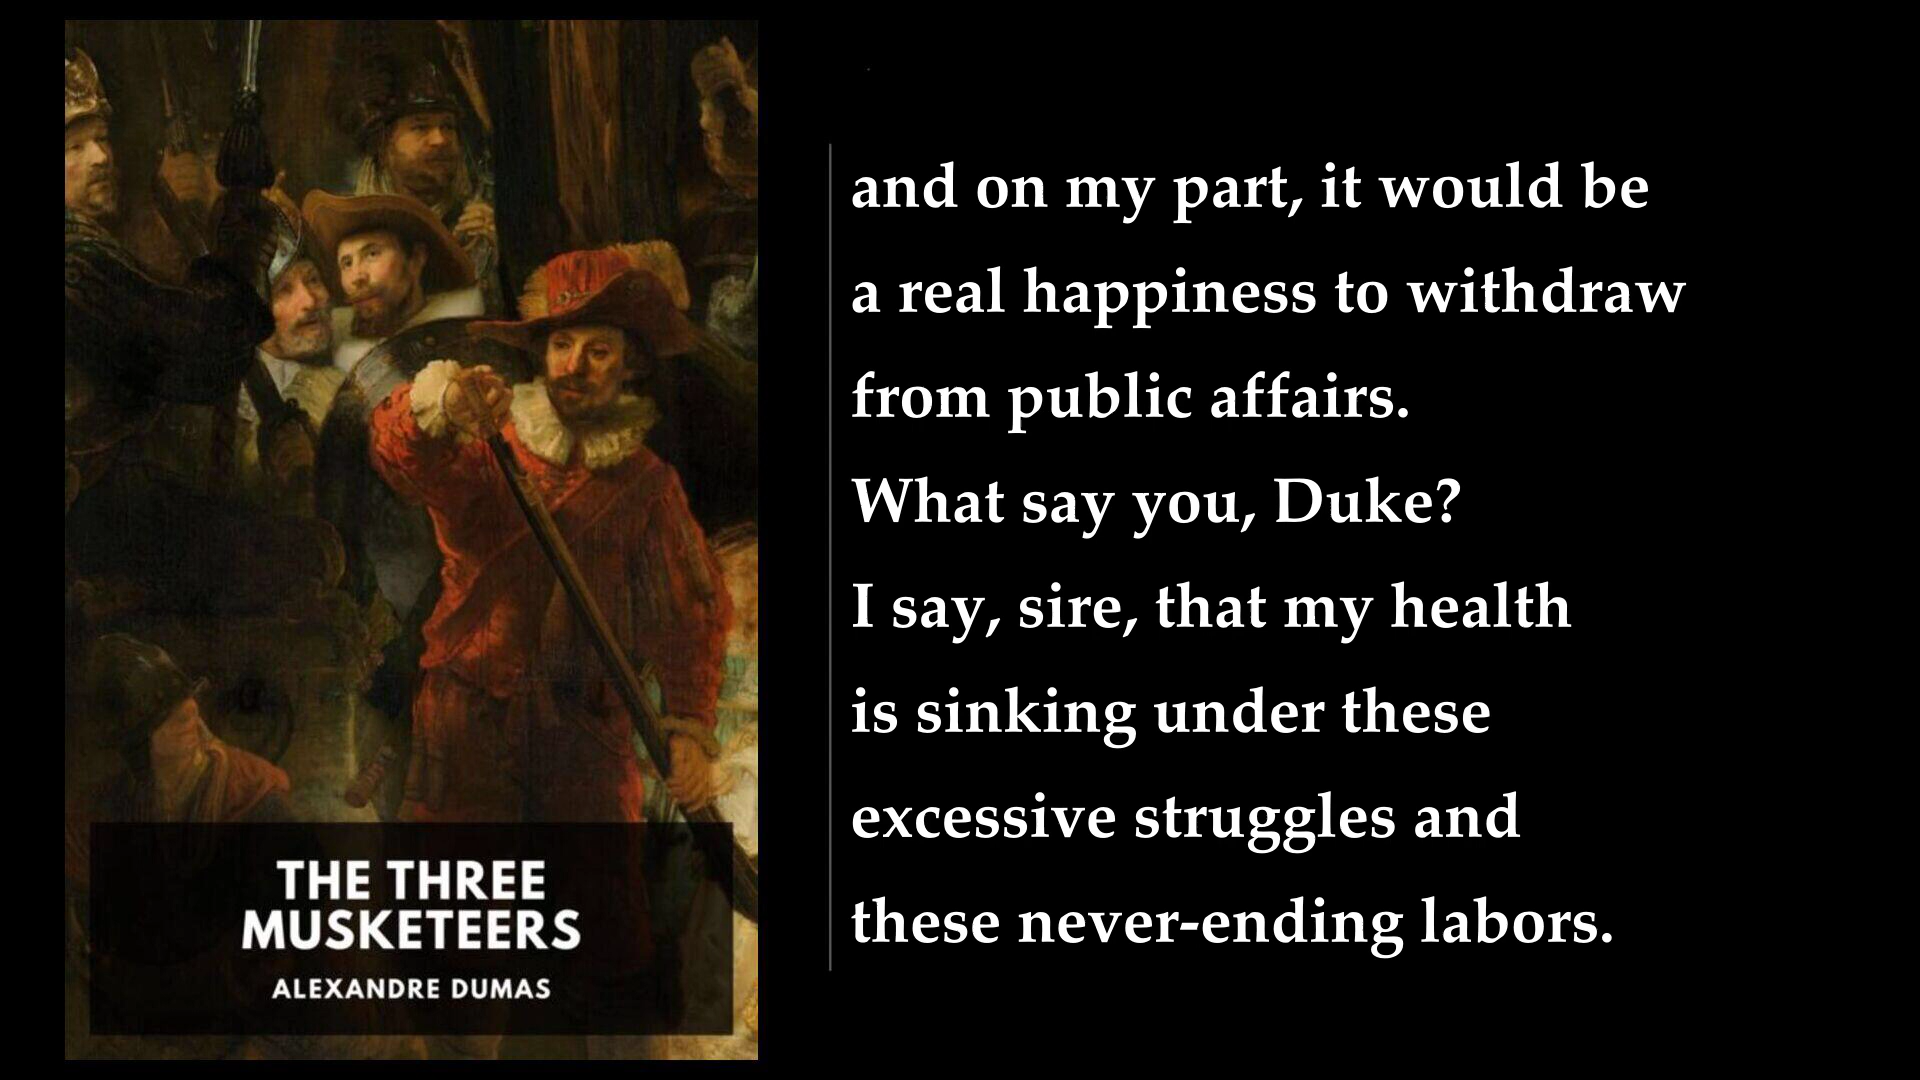 THE THREE
MUSKETEERS
ALEXANDRE DUMAS
and on my part, it would be
a real happiness to withdraw
from public affairs.
What say you, Duke?
I say, sire, that my health
is sinking under these
excessive struggles and
these never-ending labors.